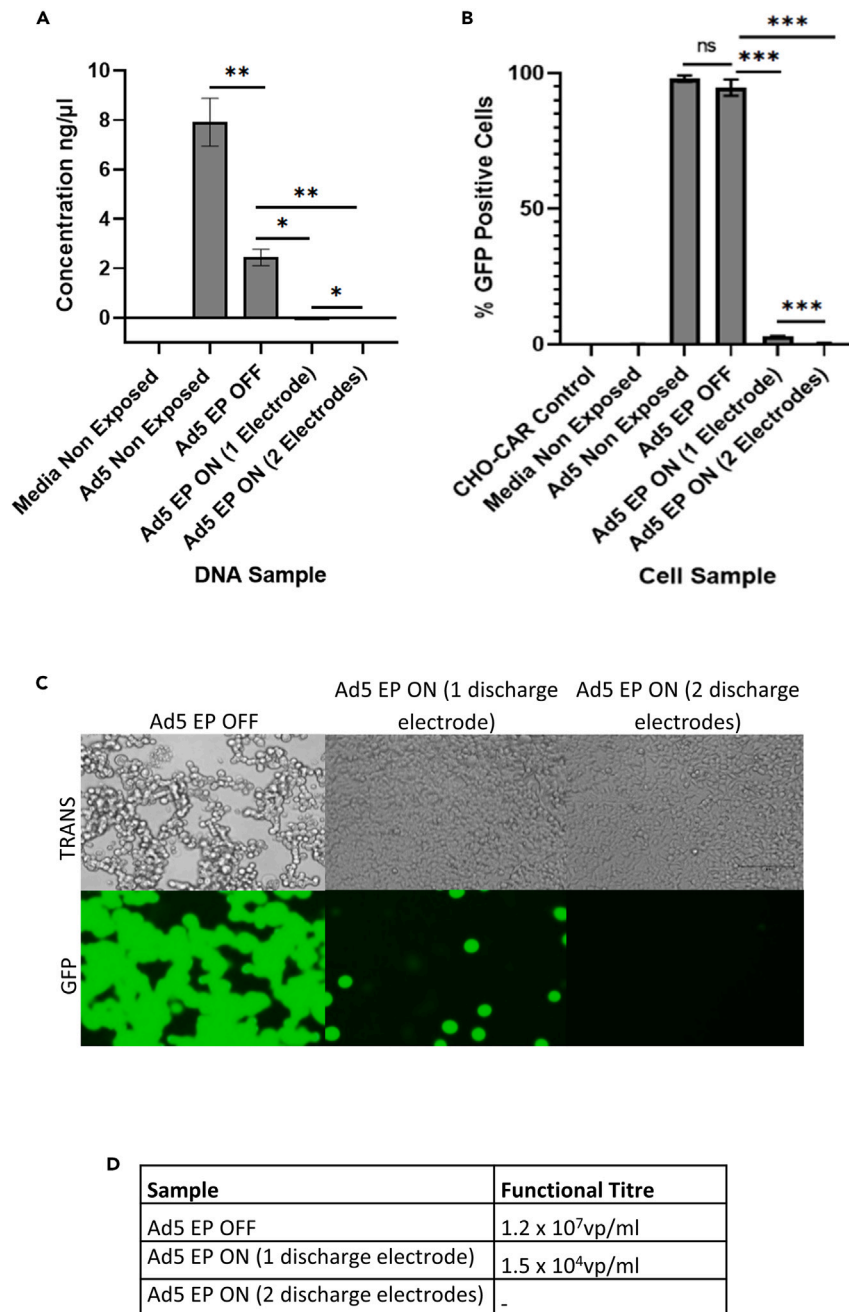 A
Concentration ng/µl
10
8
6
4
2
0
**
**
*
*
Media Non Exposed
Ad5 Non Exposed
Ad5 EP OFF
Ad5 EP ON (1 Electrode)
Ad5 EP ON (2 Electrodes)
DNA Sample
B
% GFP Positive Cells
100
50
0
ns
***
***
***
CHO-CAR Control
Media Non Exposed
Ad5 Non Exposed
Ad5 EP OFF
Ad5 EP ON (1 Electrode)
Ad5 EP ON (2 Electrodes)
Cell Sample
C
Ad5 EP OFF
Ad5 EP ON (1 discharge
electrode)
Ad5 EP ON (2 discharge
electrodes)
TRANS
GFP
D
Sample Functional Titre
Ad5 EP OFF 1.2 x 10⁷vp/ml
Ad5 EP ON (1 discharge electrode) 1.5 x 10⁴vp/ml
Ad5 EP ON (2 discharge electrodes) -